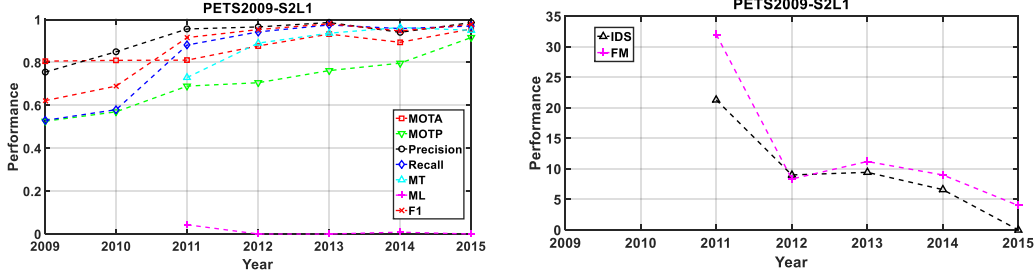 PETS2009-S2L1
1
0.8
0.6
0.4
0.2
0
Performance
MOTA
MOTP
Precision
Recall
MT
ML
F1
2009 2010 2011 2012 2013 2014 2015
Year
PETS2009-S2L1
35
30
25
20
15
10
5
0
Performance
IDS
FM
2009 2010 2011 2012 2013 2014 2015
Year